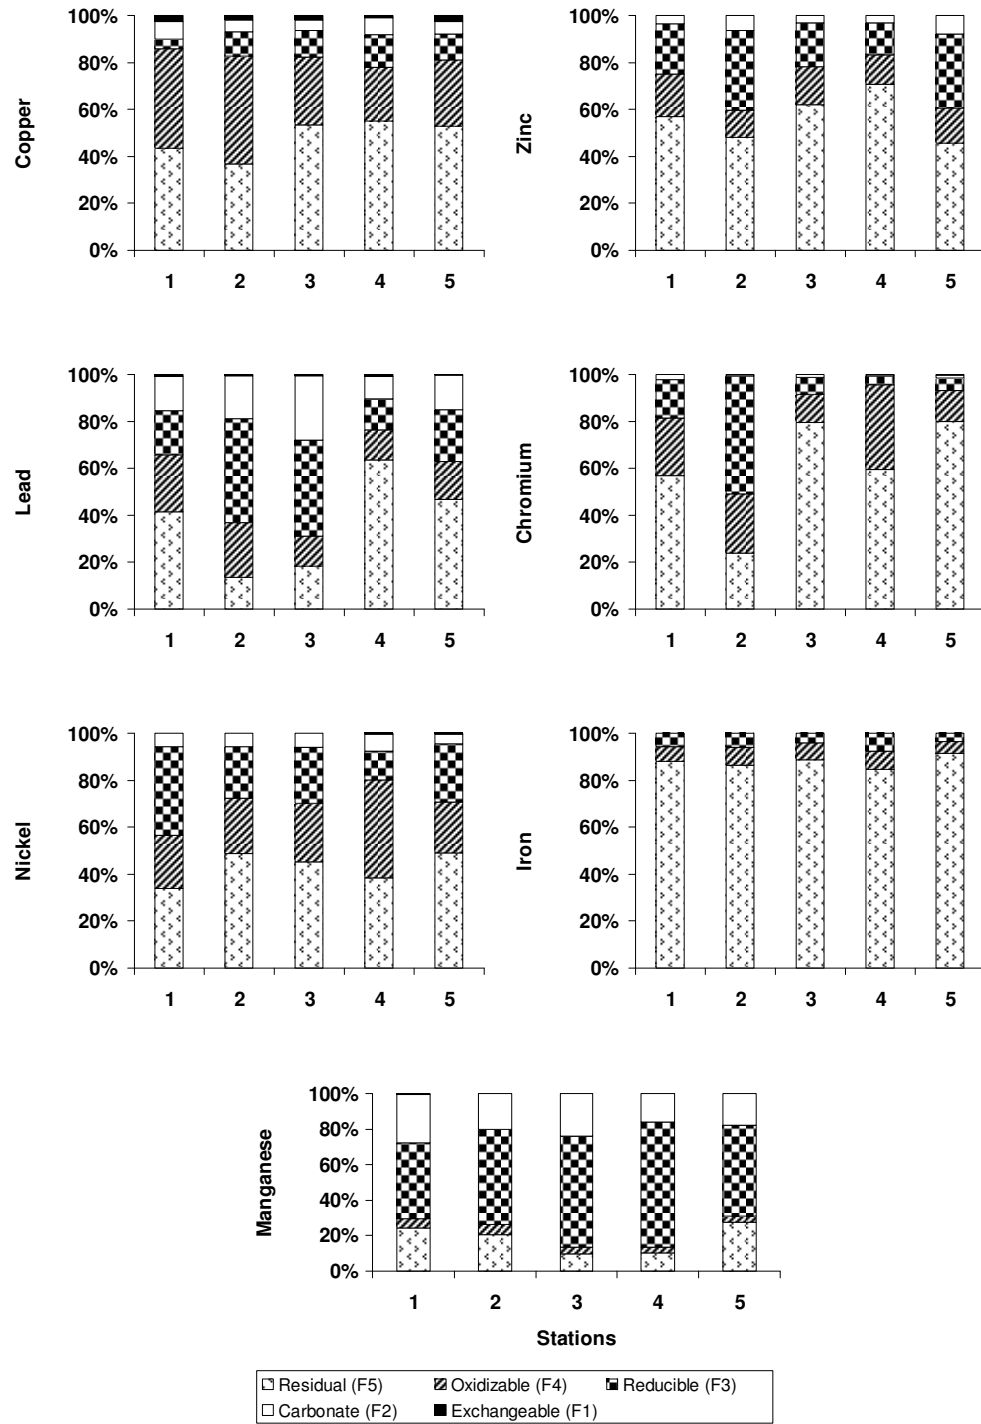 100% 80% 60% 40% 20% 0%
Copper
1 2 3 4 5
100% 80% 60% 40% 20% 0%
Zinc
1 2 3 4 5
100% 80% 60% 40% 20% 0%
Lead
1 2 3 4 5
100% 80% 60% 40% 20% 0%
Chromium
1 2 3 4 5
100% 80% 60% 40% 20% 0%
Nickel
1 2 3 4 5
100% 80% 60% 40% 20% 0%
Iron
1 2 3 4 5
100% 80% 60% 40% 20% 0%
Manganese
1 2 3 4 5
Stations
Residual (F5) Oxidizable (F4) Reducible (F3)
Carbonate (F2) Exchangeable (F1)